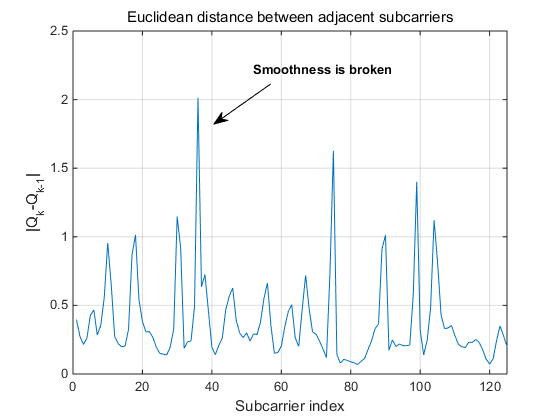 Euclidean distance between adjacent subcarriers
Smoothness is broken
2.5
2
1.5
1
0.5
0
|Q_k-Q_{k-1}|
0 20 40 60 80 100 120
Subcarrier index